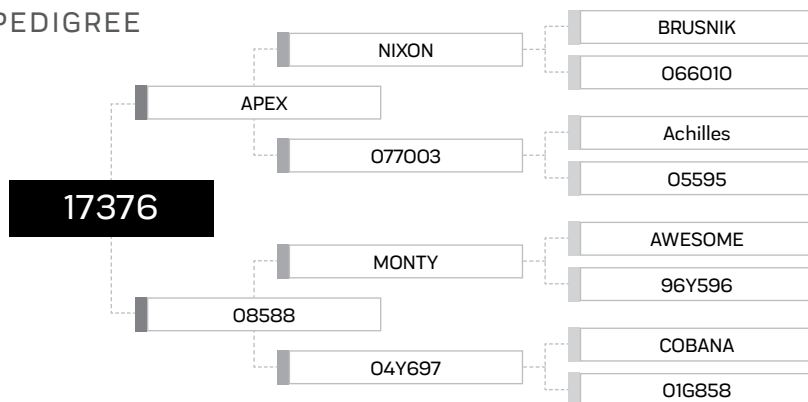 PEDIGREE
BRUSNIK
NIXON
066010
APEX
Achilles
077003
05595
17376
AWESOME
MONTY
96Y596
08588
COBANA
04Y697
01G858